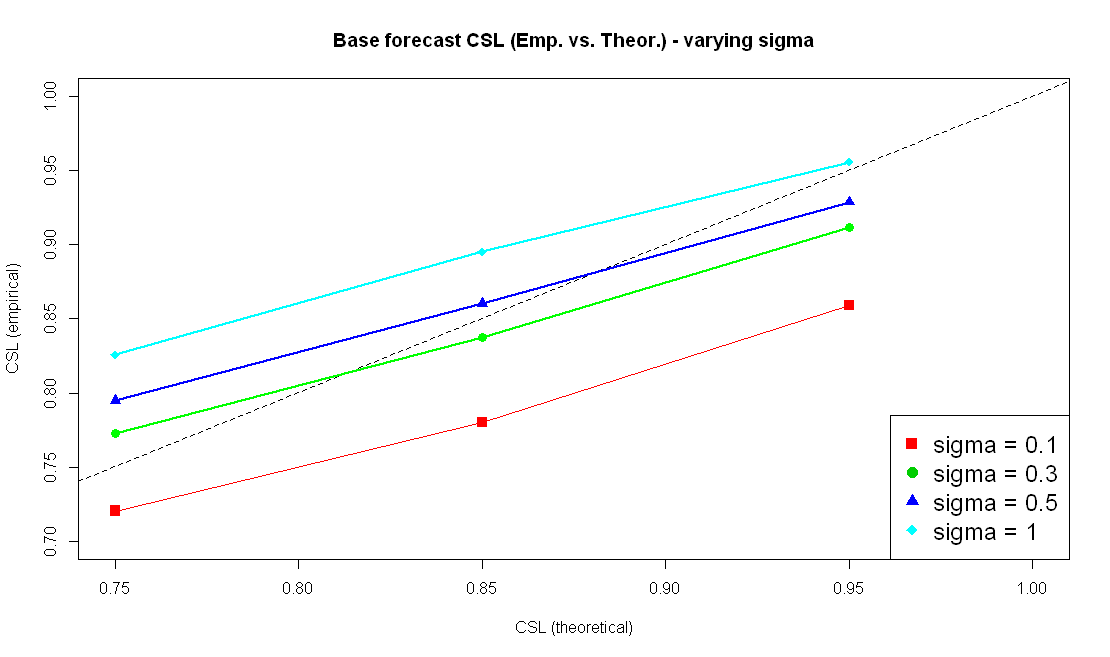 Base forecast CSL (Emp. vs. Theor.) - varying sigma
CSL (empirical)
1.00
0.95
0.90
0.85
0.80
0.75
0.70
sigma = 0.1
sigma = 0.3
sigma = 0.5
sigma = 1
0.75 0.80 0.85 0.90 0.95 1.00
CSL (theoretical)